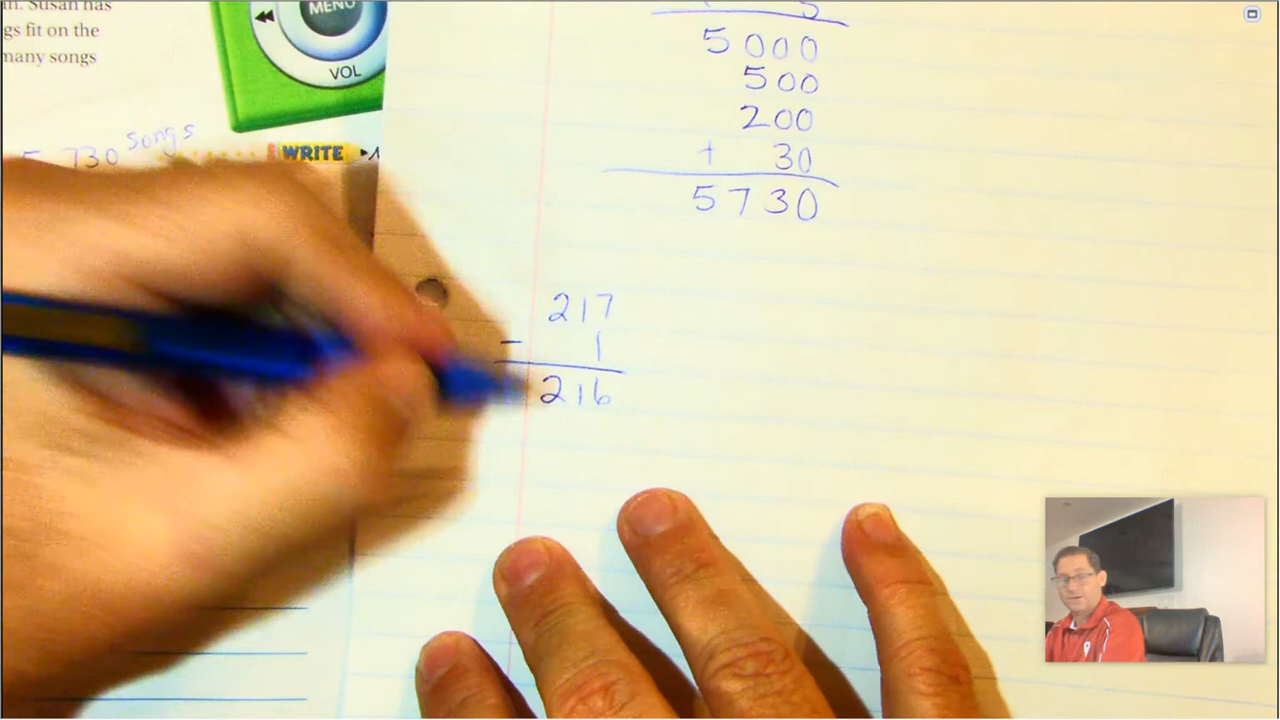 Susan has
gs fit on the
many songs
MENU
VOL
5 730 songs
WRITE
5000
500
200
+ 30
5730
217
- 1
216